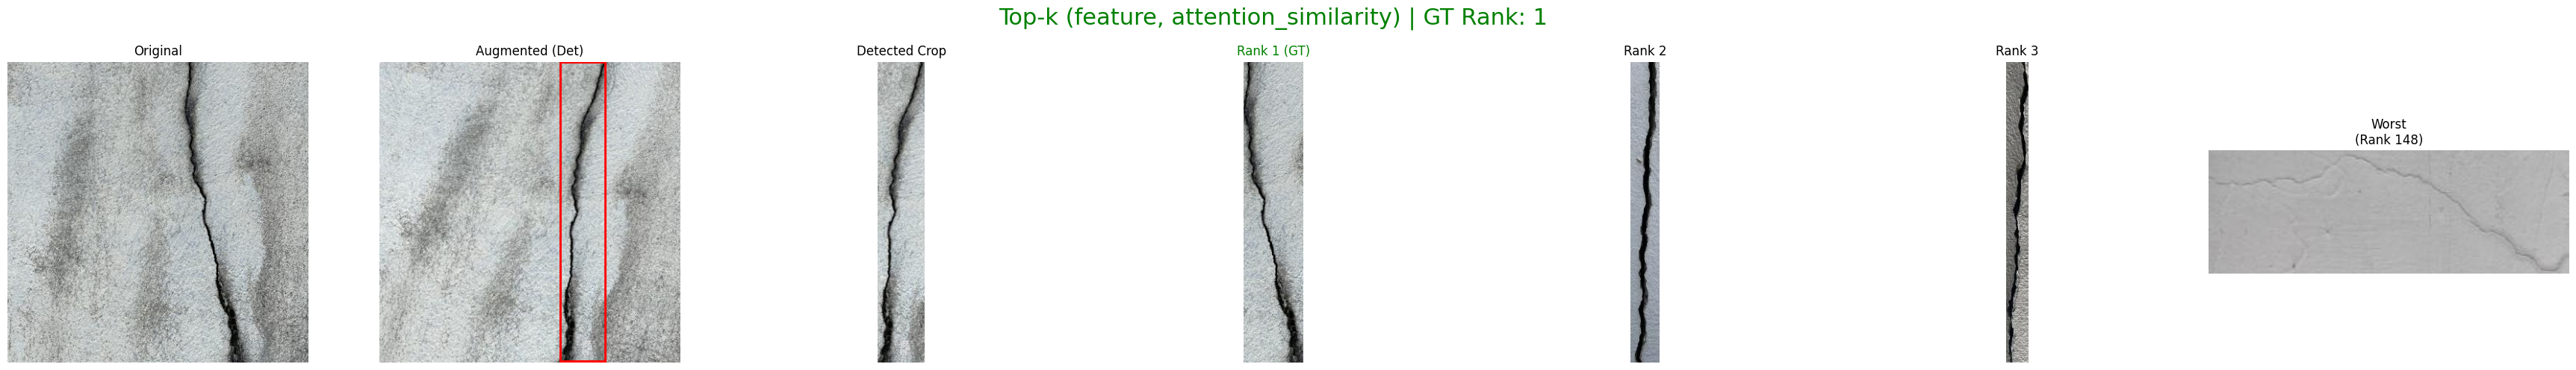 Top-k (feature, attention_similarity) | GT Rank: 1
Original
Augmented (Det)
Detected Crop
Rank 1 (GT)
Rank 2
Rank 3
Worst
(Rank 148)